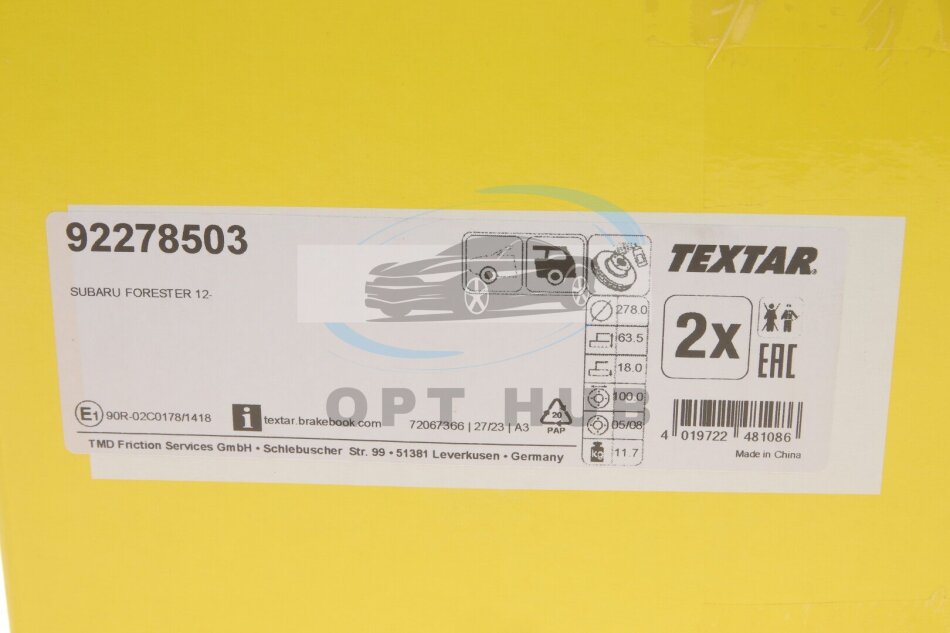 92278503
SUBARU FORESTER 12-
TEXTAR®
2x
EAC
278.0
63.5
18.0
100.0
05/08
kg 11.7
OPT HUB
E1 90R-02C0178/1418
i textar.brakebook.com
72067366 | 27/23 | A3
20
PAP
TMD Friction Services GmbH • Schlebuscher Str. 99 • 51381 Leverkusen • Germany
4 019722 481086
Made in China